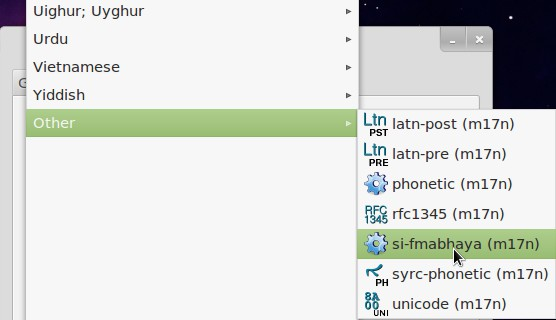 Uighur; Uyghur
Urdu
Vietnamese
Yiddish
Other
Ltn PST latn-post (m17n)
Ltn PRE latn-pre (m17n)
phonetic (m17n)
RFC 1345 rfc1345 (m17n)
si-fmabhaya (m17n)
PH syrc-phonetic (m17n)
8A 00 UNI unicode (m17n)